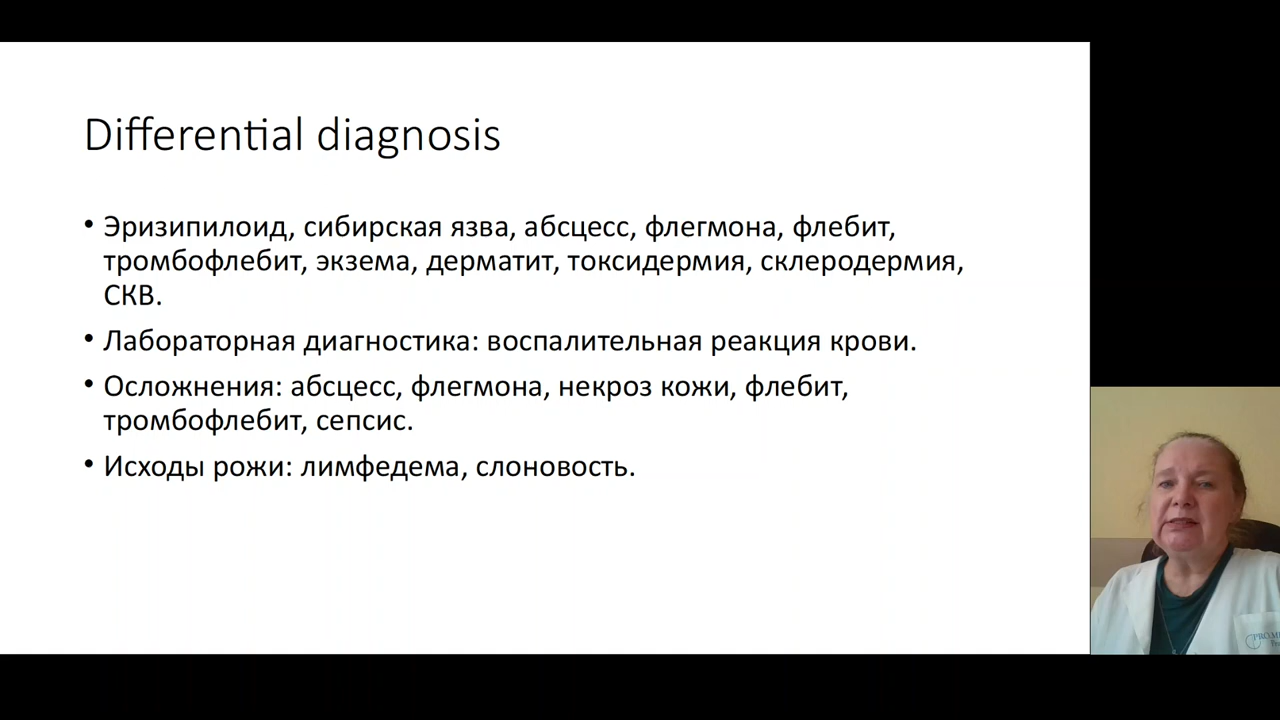 Differential diagnosis
• Эризипилоид, сибирская язва, абсцесс, флегмона, флебит,
тромбофлебит, экзема, дерматит, токсидермия, склеродермия,
СКВ.
• Лабораторная диагностика: воспалительная реакция крови.
• Осложнения: абсцесс, флегмона, некроз кожи, флебит,
тромбофлебит, сепсис.
• Исходы рожи: лимфедема, слоновость.